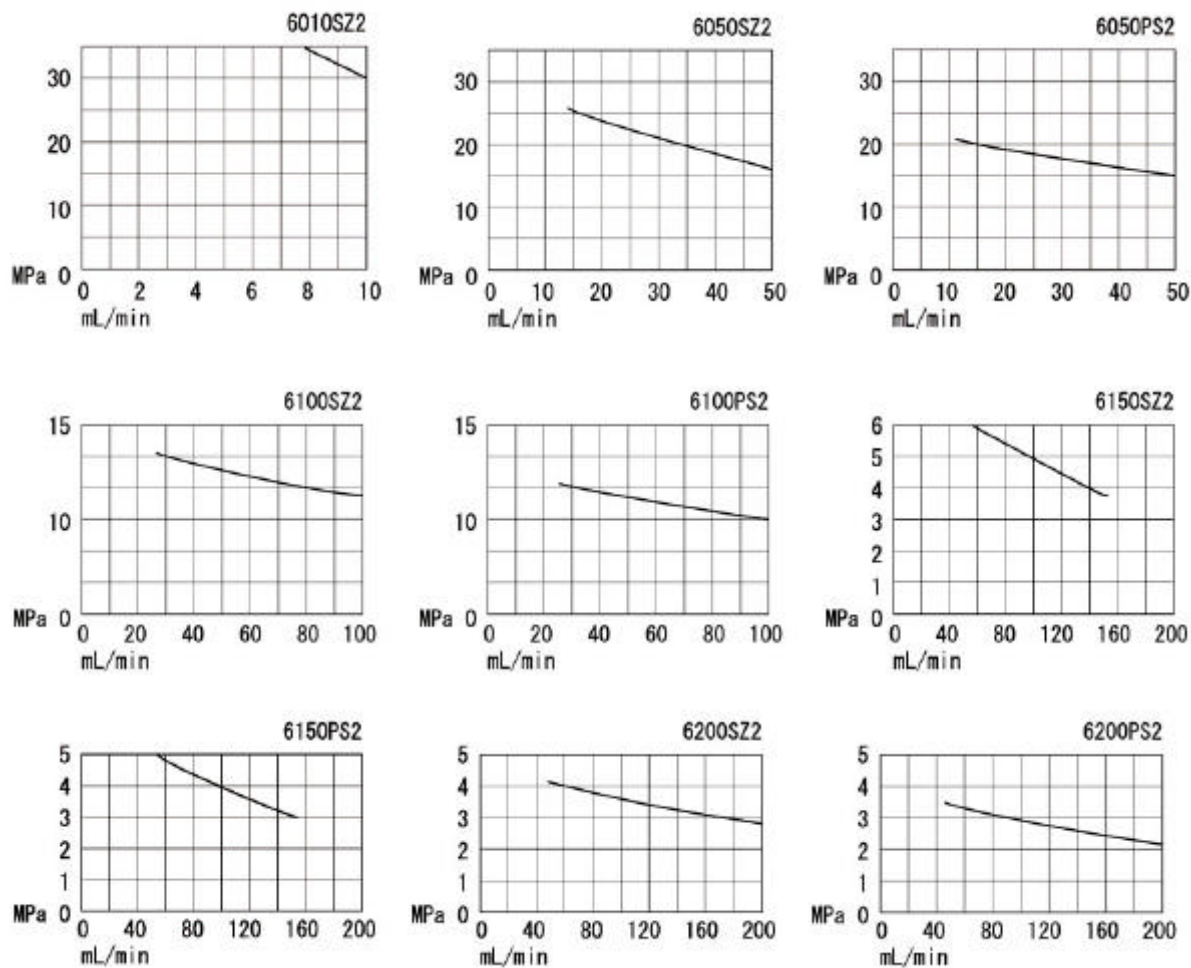 6010SZ2
30
20
10
MPa 0
0 2 4 6 8 10
mL/min
6050SZ2
30
20
10
MPa 0
0 10 20 30 40 50
mL/min
6050PS2
30
20
10
MPa 0
0 10 20 30 40 50
mL/min
6100SZ2
15
10
MPa 0
0 20 40 60 80 100
mL/min
6100PS2
15
10
MPa 0
0 20 40 60 80 100
mL/min
6150SZ2
6
5
4
3
2
1
MPa 0
0 40 80 120 160 200
mL/min
6150PS2
5
4
3
2
1
MPa 0
0 40 80 120 160 200
mL/min
6200SZ2
5
4
3
2
1
MPa 0
0 40 80 120 160 200
mL/min
6200PS2
5
4
3
2
1
MPa 0
0 40 80 120 160 200
mL/min